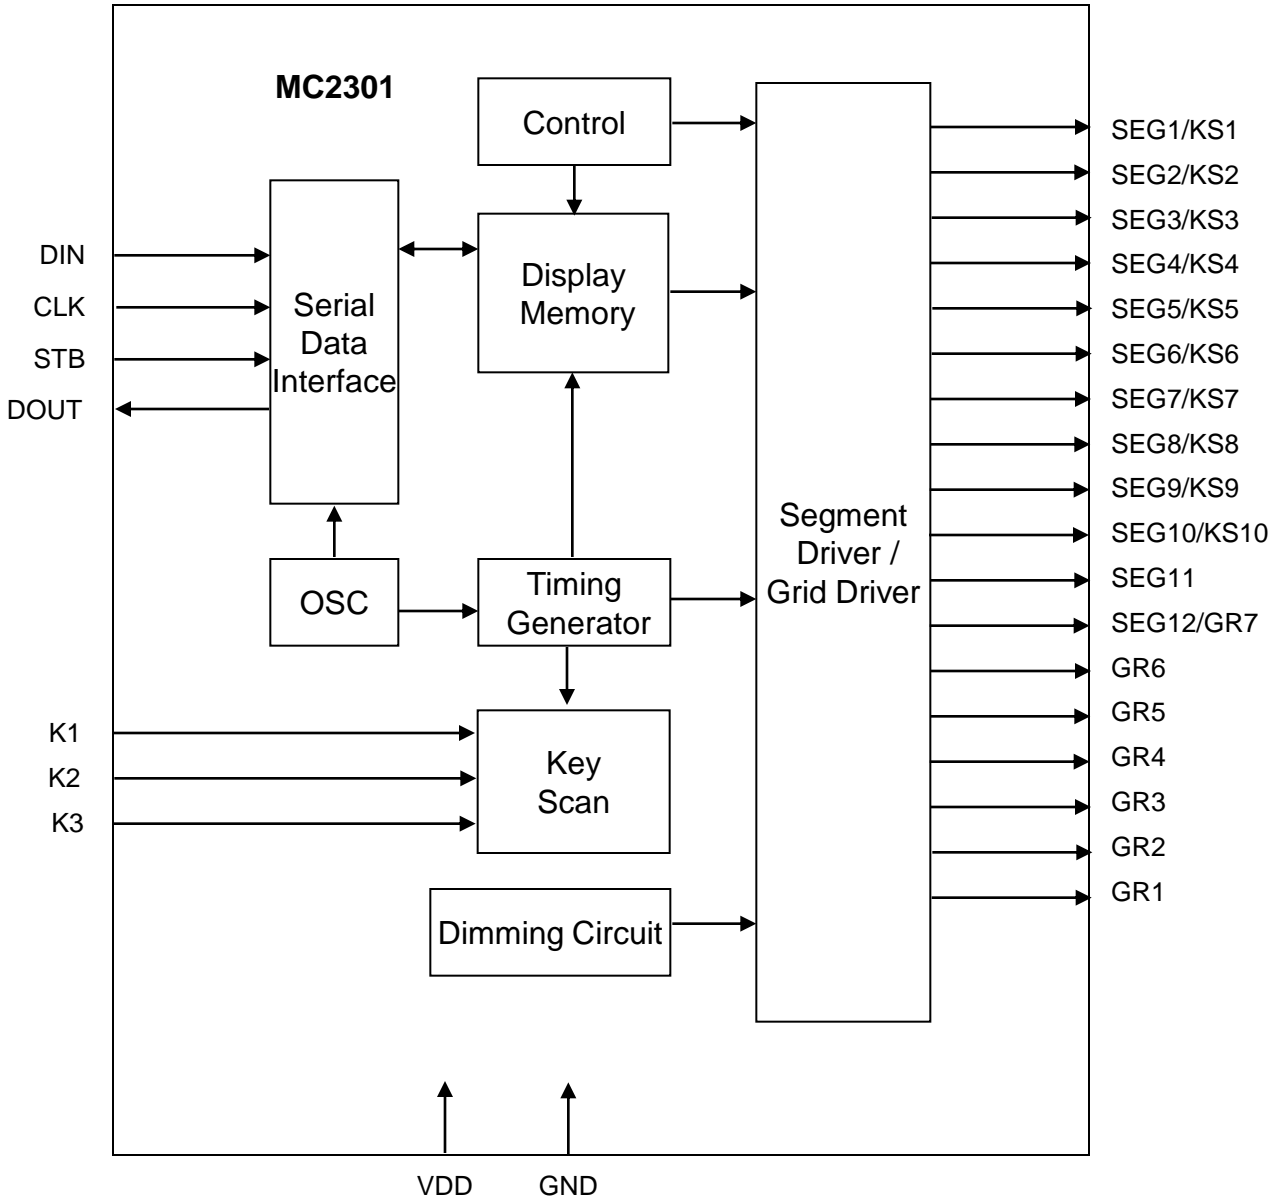 MC2301
Control
Display
Memory
Serial
Data
Interface
DIN
CLK
STB
DOUT
OSC
Timing
Generator
Segment
Driver /
Grid Driver
K1
K2
K3
Key
Scan
Dimming Circuit
SEG1/KS1
SEG2/KS2
SEG3/KS3
SEG4/KS4
SEG5/KS5
SEG6/KS6
SEG7/KS7
SEG8/KS8
SEG9/KS9
SEG10/KS10
SEG11
SEG12/GR7
GR6
GR5
GR4
GR3
GR2
GR1
VDD
GND